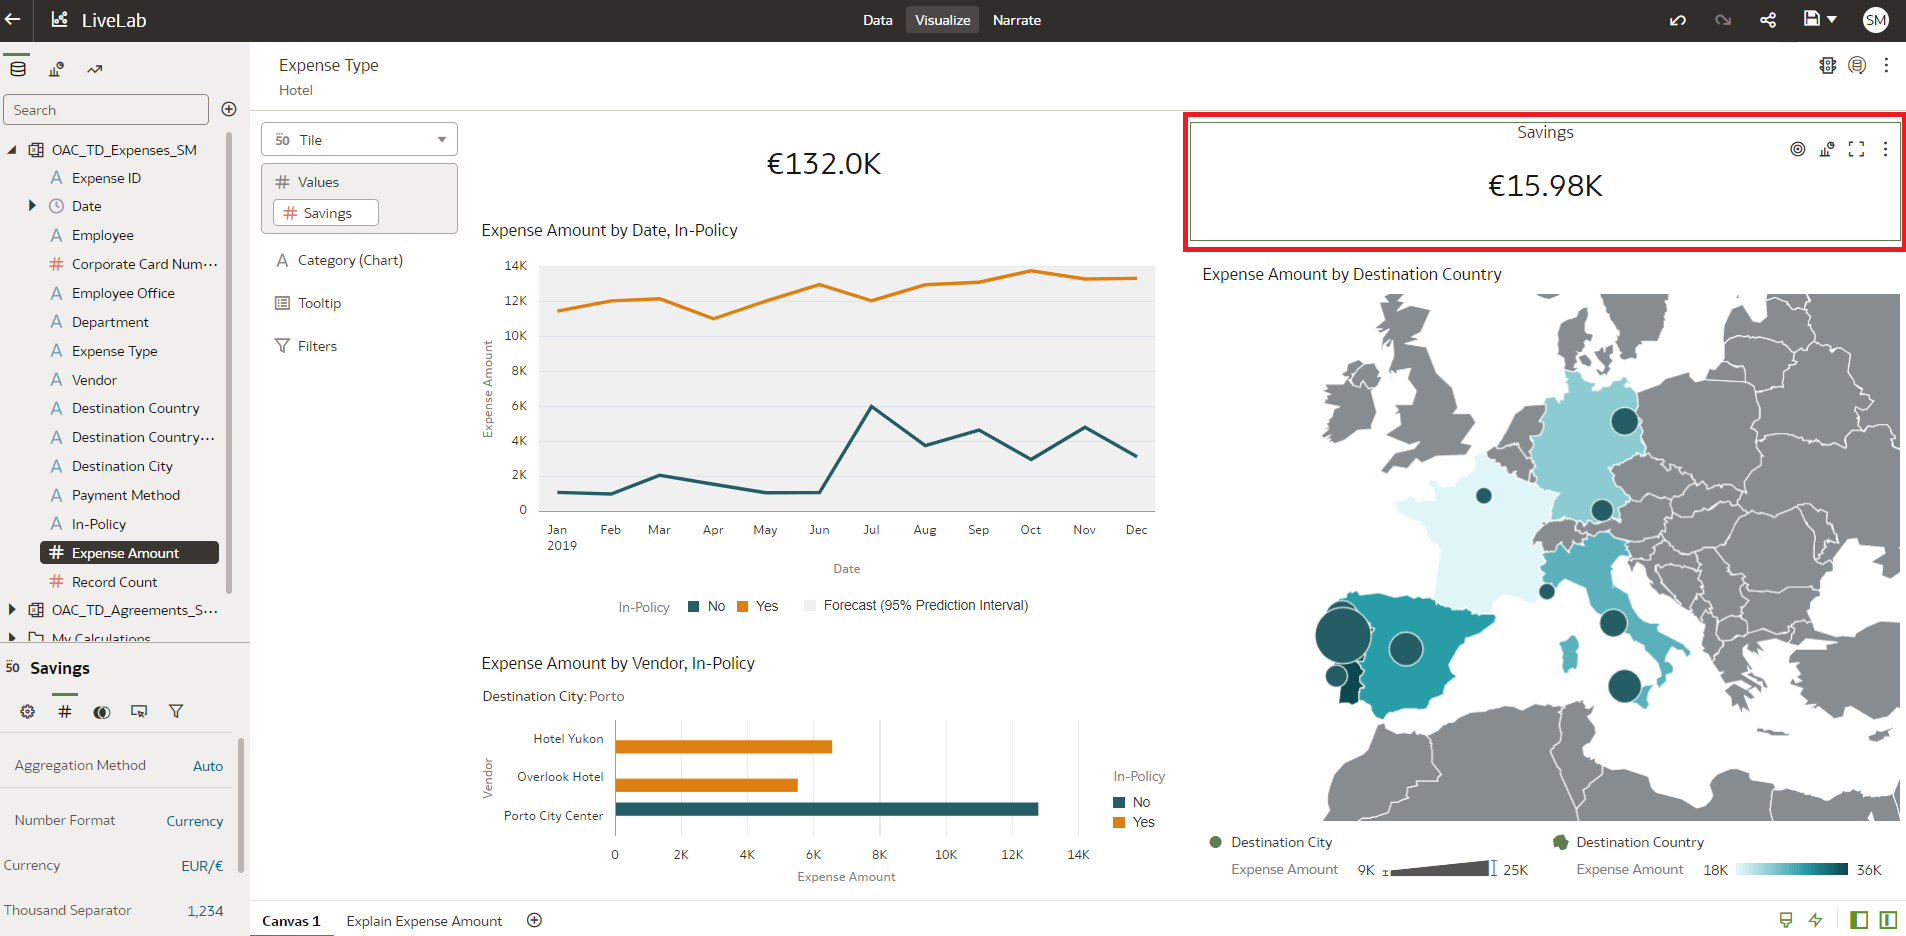 LiveLab
Data Visualize Narrate
SM
Search
OAC_TD_Expenses_SM
Expense ID
Date
Employee
Corporate Card Num···
Employee Office
Department
Expense Type
Vendor
Destination Country
Destination Country···
Destination City
Payment Method
In-Policy
Expense Amount
Record Count
OAC_TD_Agreements_S···
My Calculations
50 Savings
Aggregation Method Auto
Number Format Currency
Currency EUR/€
Thousand Separator 1,234
Expense Type
Hotel
50 Tile
Values
Savings
Category (Chart)
Tooltip
Filters
€132.0K
Expense Amount by Date, In-Policy
Expense Amount
14K
12K
10K
8K
6K
4K
2K
0
Jan Feb Mar Apr May Jun Jul Aug Sep Oct Nov Dec
2019
Date
In-Policy No Yes Forecast (95% Prediction Interval)
Expense Amount by Vendor, In-Policy
Destination City: Porto
Vendor
Hotel Yukon
Overlook Hotel
Porto City Center
0 2K 4K 6K 8K 10K 12K 14K
Expense Amount
In-Policy
No
Yes
Savings
€15.98K
Expense Amount by Destination Country
Destination City
Expense Amount 9K 25K
Destination Country
Expense Amount 18K 36K
Canvas 1 Explain Expense Amount